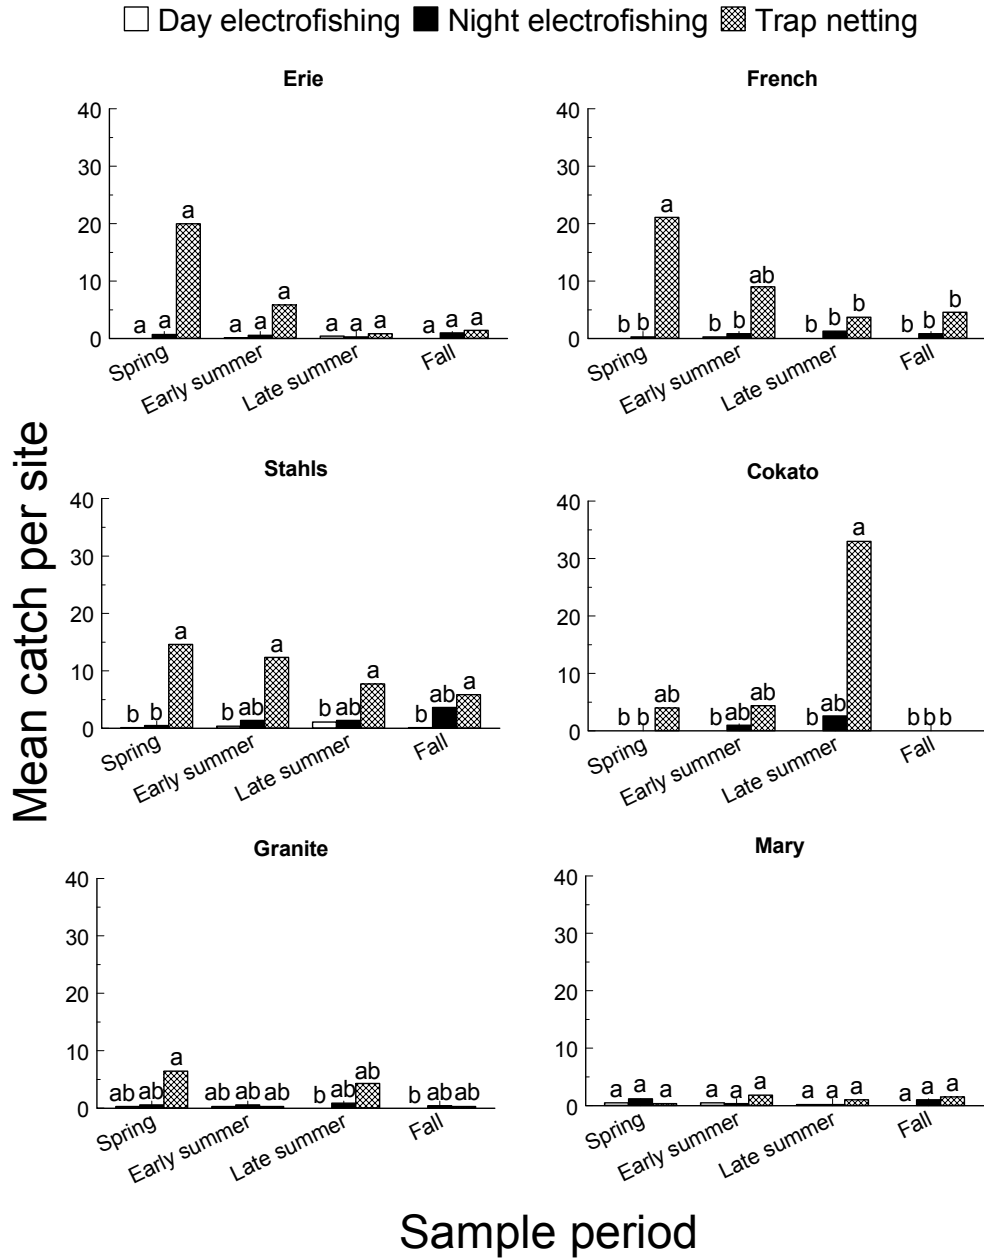 Day electrofishing Night electrofishing Trap netting
Erie
40
30
20
10
0
a a a
a a a
a a a
a a a
Spring
Early summer
Late summer
Fall
French
40
30
20
10
0
b b a
b b ab
b b b
b b b
Spring
Early summer
Late summer
Fall
Mean catch per site
Stahls
40
30
20
10
0
b b a
b ab a
b ab a
b ab a
Spring
Early summer
Late summer
Fall
Cokato
40
30
20
10
0
b b ab
b ab ab
b ab a
b b b
Spring
Early summer
Late summer
Fall
Granite
40
30
20
10
0
ab ab a
ab ab ab
b ab ab
b ab ab
Spring
Early summer
Late summer
Fall
Mary
40
30
20
10
0
a a a
a a a
a a a
a a a
Spring
Early summer
Late summer
Fall
Sample period